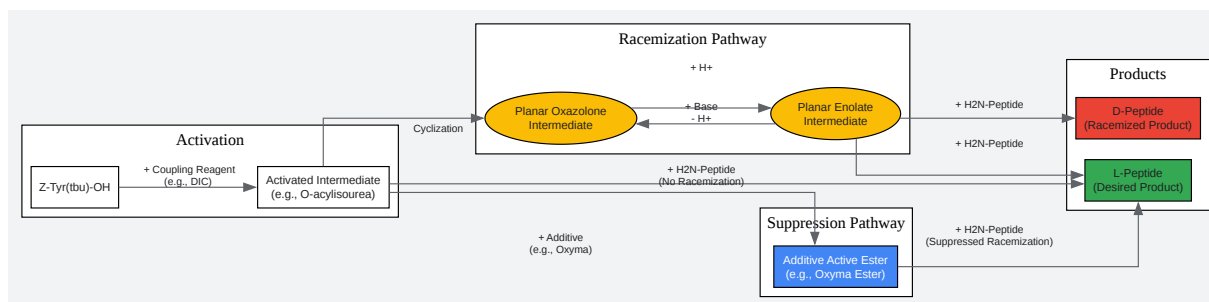 Racemization Pathway
+ H+
Planar Oxazolone
Intermediate
+ Base
- H+
Planar Enolate
Intermediate
Products
+ H2N-Peptide
D-Peptide
(Racemized Product)
+ H2N-Peptide
L-Peptide
(Desired Product)
Activation
Cyclization
Z-Tyr(tbu)-OH
+ Coupling Reagent
(e.g., DIC)
Activated Intermediate
(e.g., O-acylisourea)
+ H2N-Peptide
(No Racemization)
Suppression Pathway
+ Additive
(e.g., Oxyma)
Additive Active Ester
(e.g., Oxyma Ester)
+ H2N-Peptide
(Suppressed Racemization)